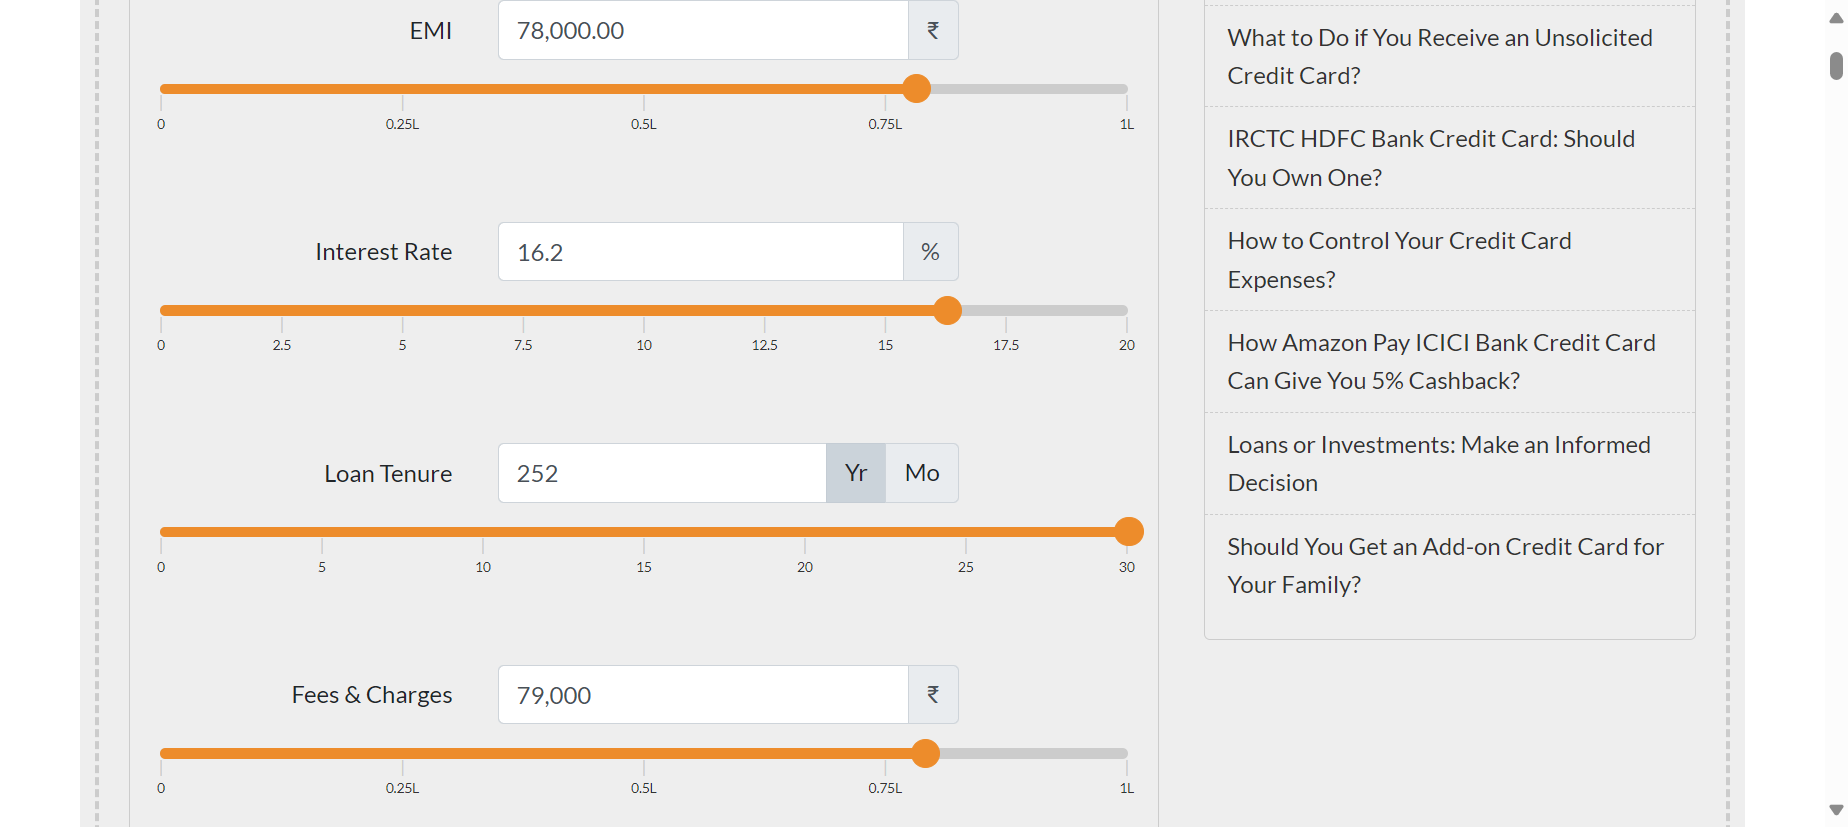 EMI
78,000.00 ₹
0 0.25L 0.5L 0.75L 1L
Interest Rate
16.2 %
0 2.5 5 7.5 10 12.5 15 17.5 20
Loan Tenure
252 Yr Mo
0 5 10 15 20 25 30
Fees & Charges
79,000 ₹
0 0.25L 0.5L 0.75L 1L
What to Do if You Receive an Unsolicited
Credit Card?
IRCTC HDFC Bank Credit Card: Should
You Own One?
How to Control Your Credit Card
Expenses?
How Amazon Pay ICICI Bank Credit Card
Can Give You 5% Cashback?
Loans or Investments: Make an Informed
Decision
Should You Get an Add-on Credit Card for
Your Family?